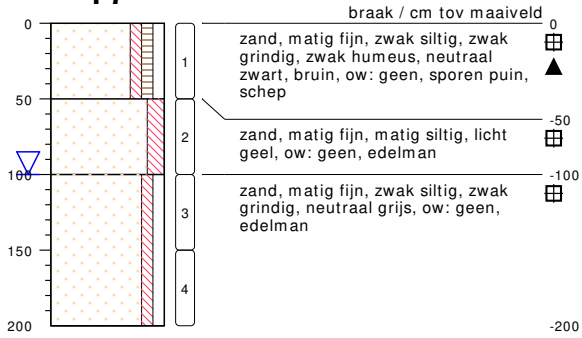 braak / cm tov maaiveld
0
0
zand, matig fijn, zwak siltig, zwak
grindig, zwak humeus, neutraal
zwart, bruin, ow: geen, sporen puin,
schep
1
50
-50
zand, matig fijn, matig siltig, licht
geel, ow: geen, edelman
2
100
-100
zand, matig fijn, zwak siltig, zwak
grindig, neutraal grijs, ow: geen,
edelman
3
150
4
200
-200